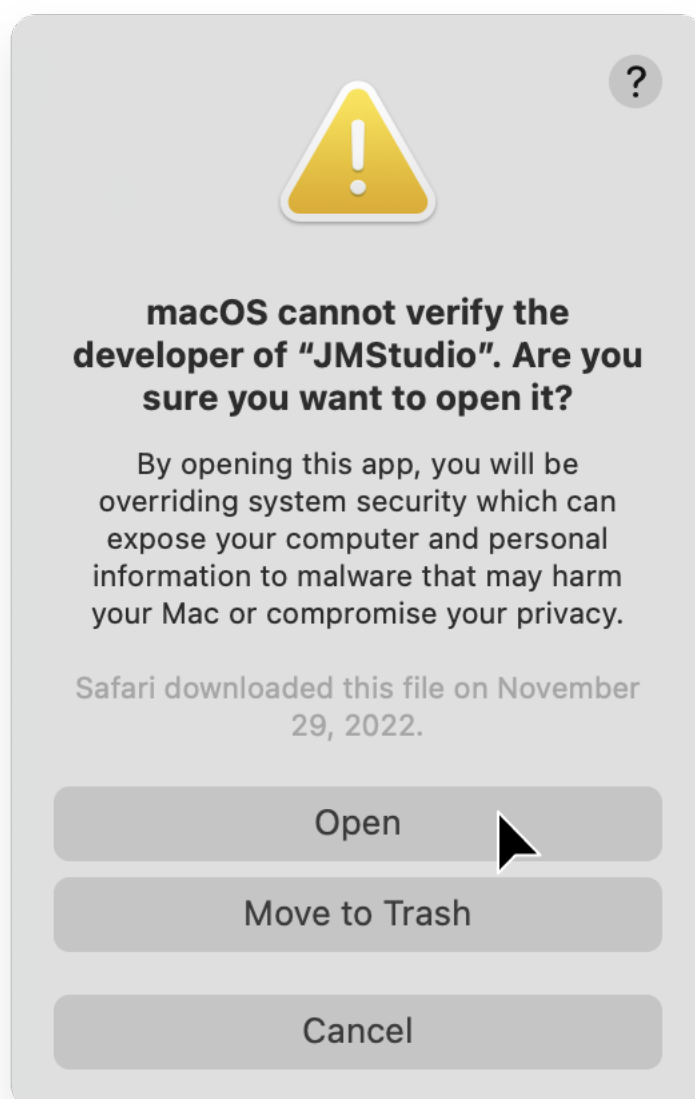 ?
macOS cannot verify the
developer of “JMStudio”. Are you
sure you want to open it?
By opening this app, you will be
overriding system security which can
expose your computer and personal
information to malware that may harm
your Mac or compromise your privacy.
Safari downloaded this file on November
29, 2022.
Open
Move to Trash
Cancel